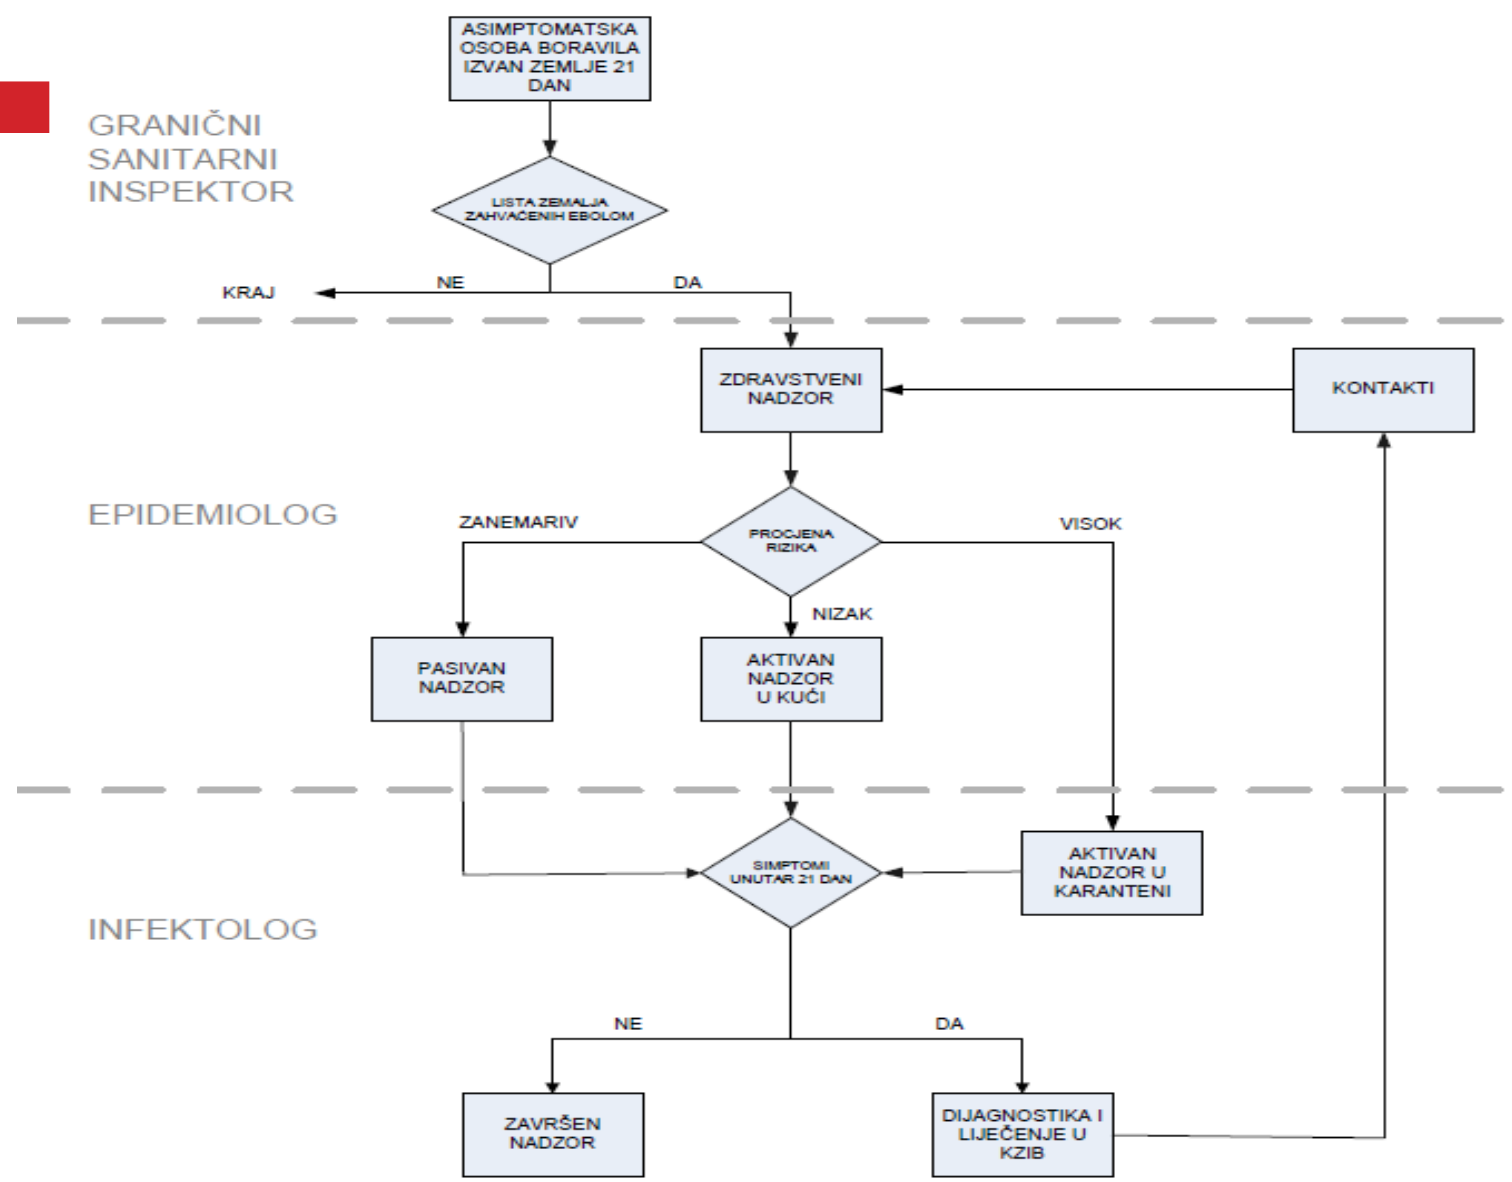 ASIMPTOMATSKA
OSOBA BORAVILA
IZVAN ZEMLJE 21
DAN
GRANIČNI
SANITARNI
INSPEKTOR
LISTA ZEMALJA
ZAHVAĆENIH EBOLOM
NE
DA
KRAJ
ZDRAVSTVENI
NADZOR
KONTAKTI
EPIDEMIOLOG
ZANEMARIV
PROCJENA
RIZIKA
VISOK
NIZAK
PASIVAN
NADZOR
AKTIVAN
NADZOR
U KUĆI
SIMPTOMI
UNUTAR 21 DAN
AKTIVAN
NADZOR U
KARANTENI
INFEKTOLOG
NE
DA
ZAVRŠEN
NADZOR
DIJAGNOSTIKA I
LIJEČENJE U
KZIB